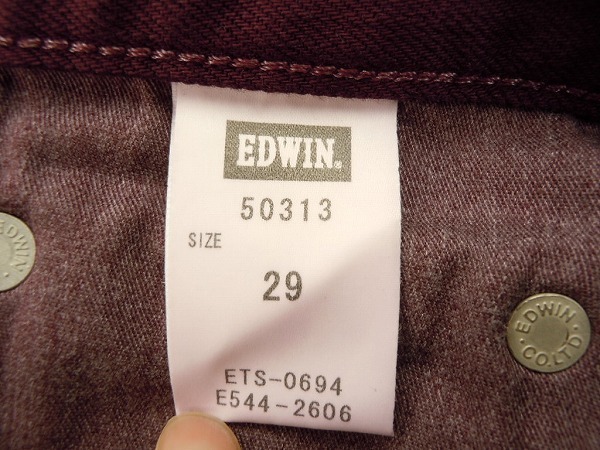 EDWIN.
50313
SIZE
29
ETS-0694
E544-2606
EDWIN
EDWIN
CO.LTD